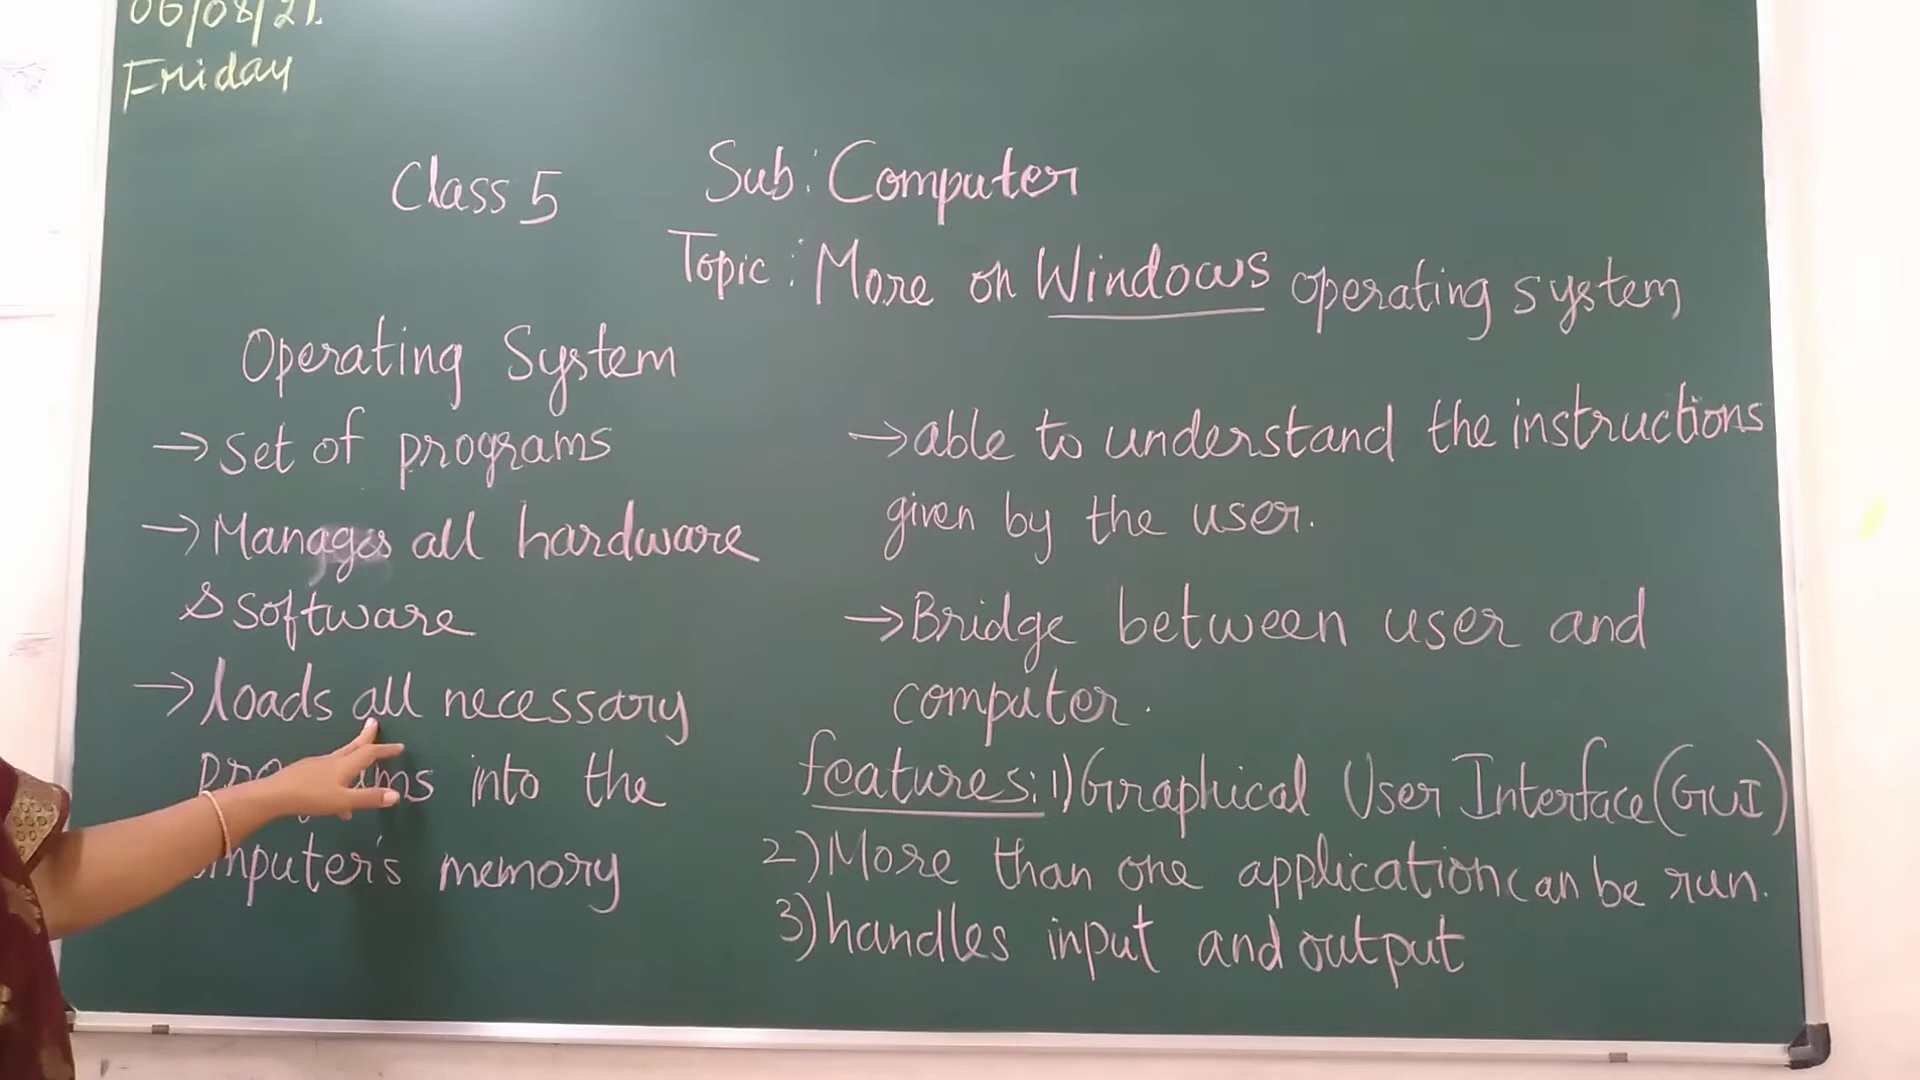 06/08/21.
Friday
Class 5
Sub: Computer
Topic: More on Windows operating system
Operating System
→ set of programs
→ Manages all hardware
& software
→ loads all necessary
into the
memory
→ able to understand the instructions
given by the user.
→ Bridge between user and
computer.
features: 1) Graphical User Interface (GUI)
2) More than one application can be run.
3) handles input and output